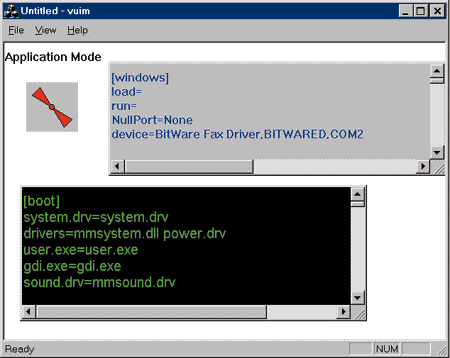 Untitled - vuim
File View Help
Application Mode
[windows]
load=
run=
NullPort=None
device=BitWare Fax Driver,BITWARED,COM2
[boot]
system.drv=system.drv
drivers=mmsystem.dll power.drv
user.exe=user.exe
gdi.exe=gdi.exe
sound.drv=mmsound.drv
Ready NUM